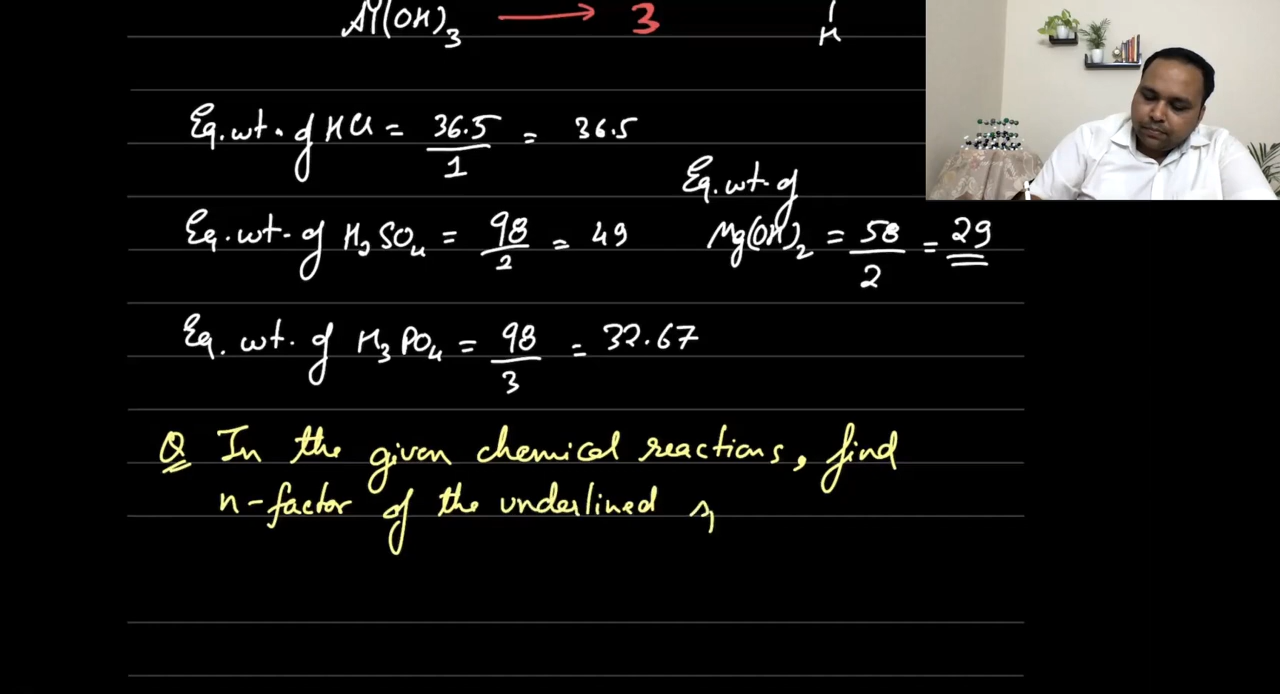 Al(OH)3 → 3
H
Eq. wt. of HCl = 36.5/1 = 36.5
Eq. wt. of H2SO4 = 98/2 = 49
Eq. wt. of Mg(OH)2 = 58/2 = 29
Eq. wt. of H3PO4 = 98/3 = 32.67
Q In the given chemical reactions, find
n-factor of the underlined